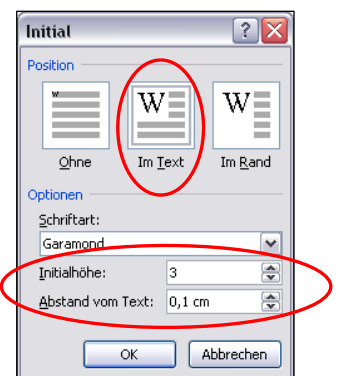 Initial
Position
W
W
W
Ohne
Im Text
Im Rand
Optionen
Schriftart:
Garamond
Initialhöhe:
3
Abstand vom Text:
0,1 cm
OK
Abbrechen